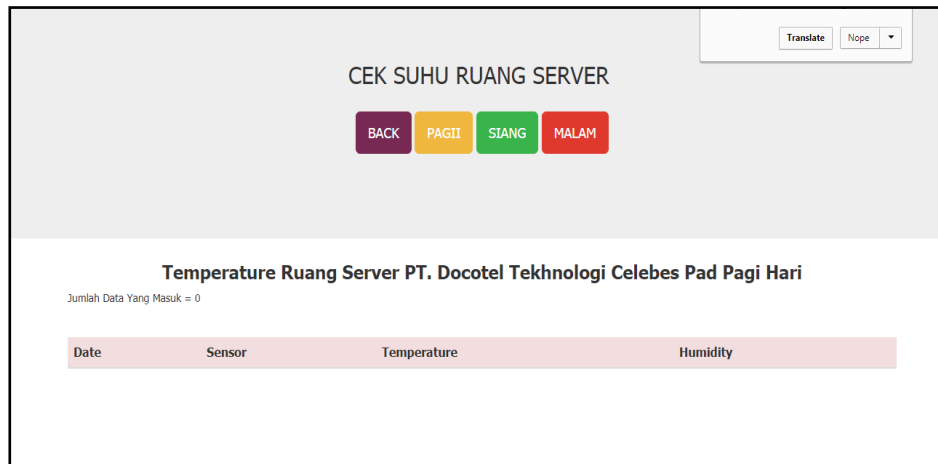 Translate Nope
CEK SUHU RUANG SERVER
BACK PAGII SIANG MALAM
Temperature Ruang Server PT. Docotel Tekhnologi Celebes Pad Pagi Hari
Jumlah Data Yang Masuk = 0
Date Sensor Temperature Humidity